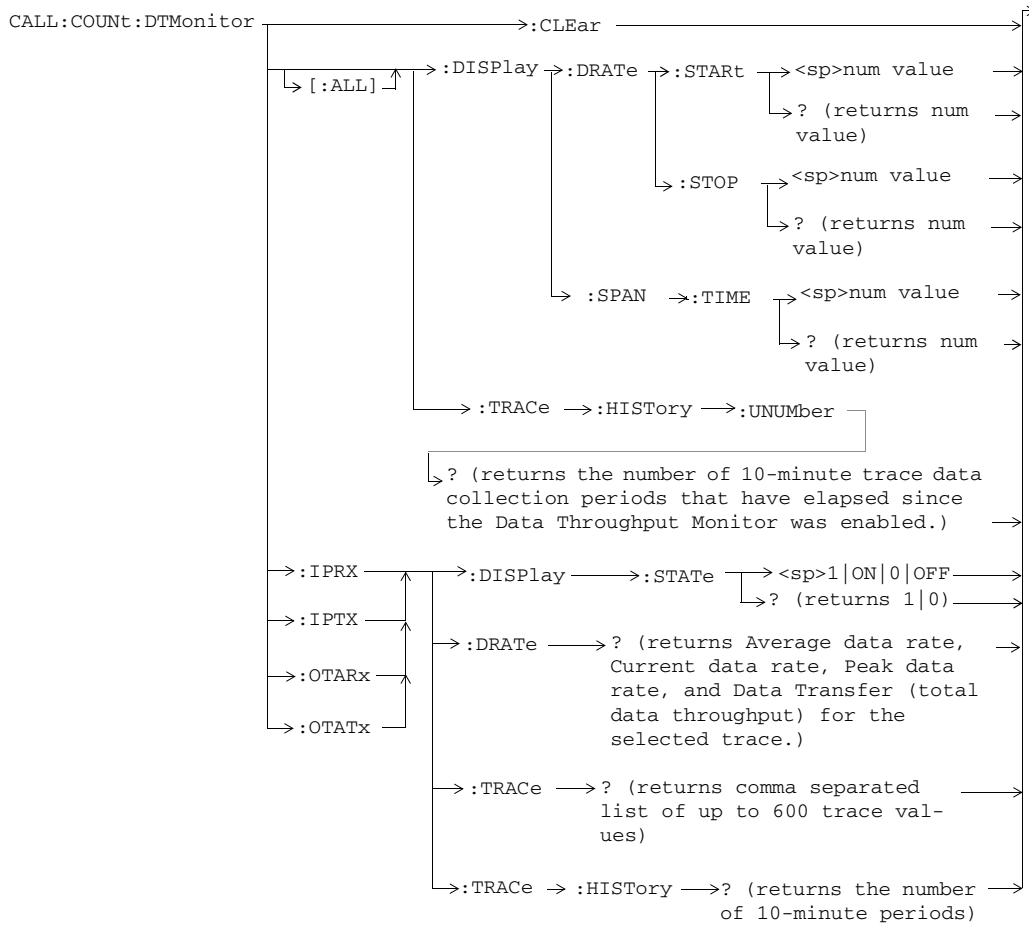 CALL:COUNt:DTMonitor :CLEar
[:ALL] :DISPlay :DRATe :STARt <sp>num value
? (returns num
value)
:STOP <sp>num value
? (returns num
value)
:SPAN :TIME <sp>num value
? (returns num
value)
:TRACe :HISTory :UNUMber
? (returns the number of 10-minute trace data
collection periods that have elapsed since
the Data Throughput Monitor was enabled.)
:IPRX :DISPlay :STATe <sp>1|ON|0|OFF
? (returns 1|0)
:IPTX
:DRATe ? (returns Average data rate,
Current data rate, Peak data
rate, and Data Transfer (total
data throughput) for the
selected trace.)
:OTARx
:OTATx
:TRACe ? (returns comma separated
list of up to 600 trace val-
ues)
:TRACe :HISTory ? (returns the number
of 10-minute periods)